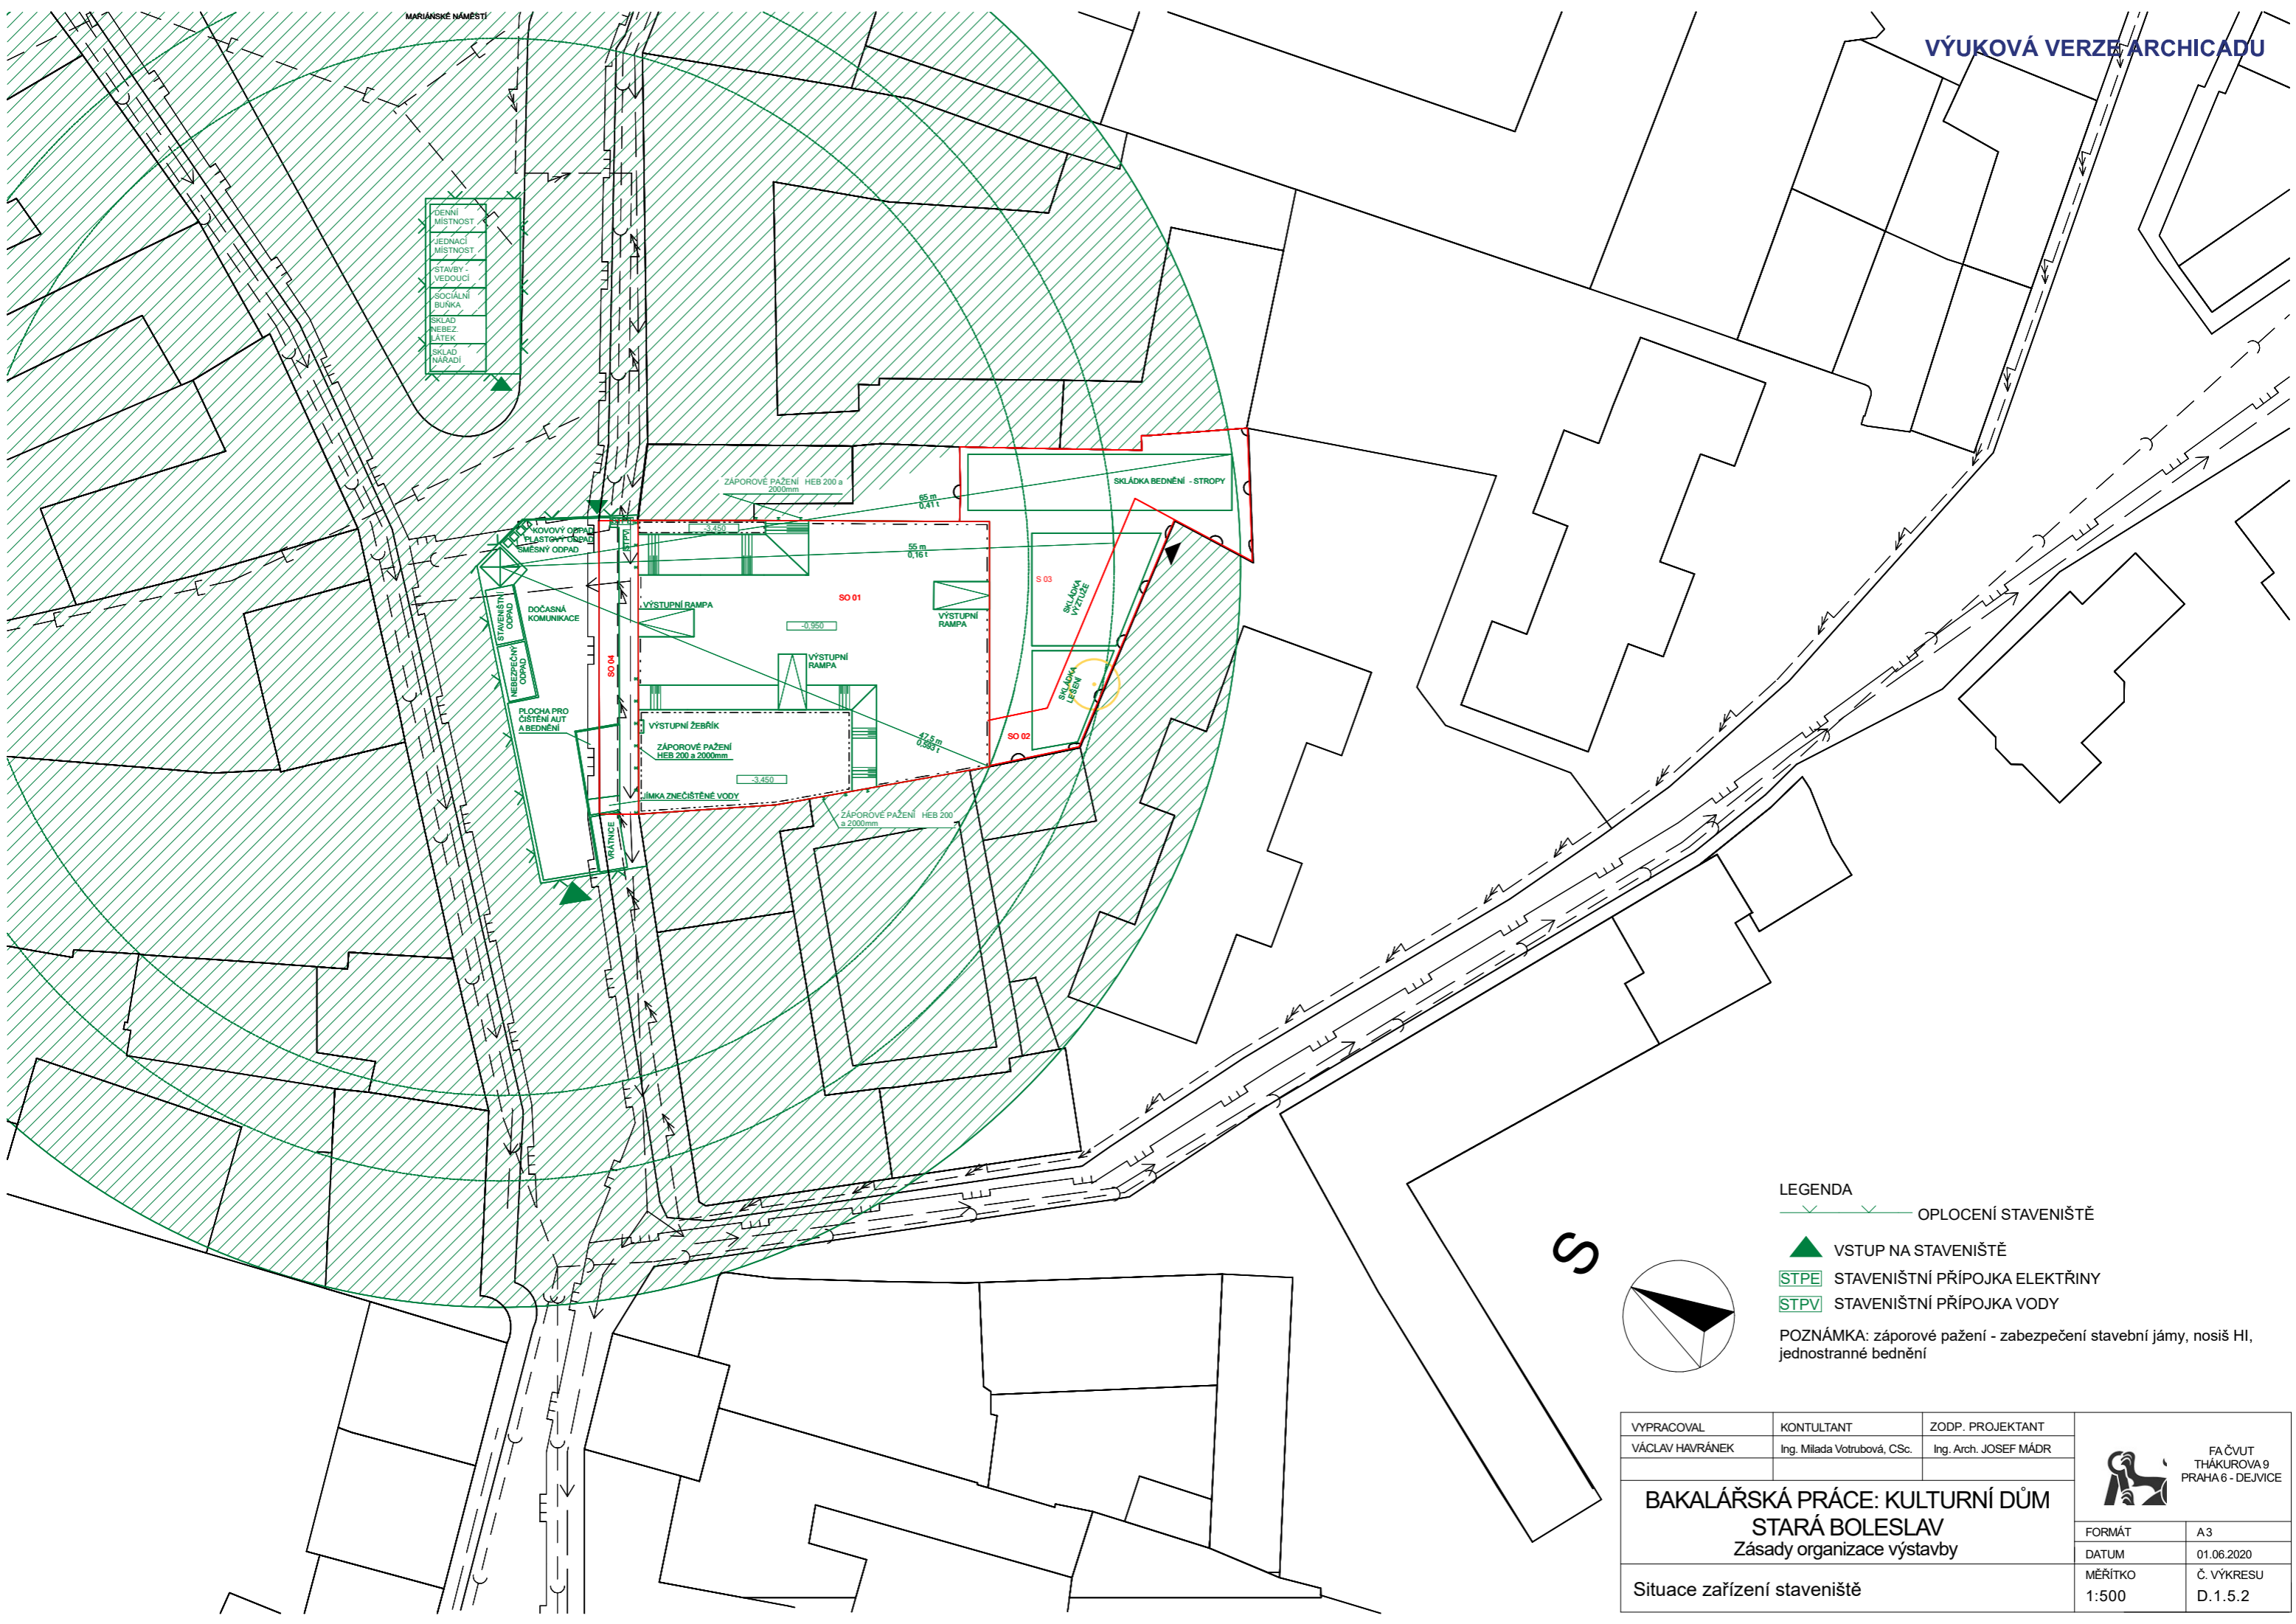 MARIÁNSKÉ NÁMĚSTÍ
VÝUKOVÁ VERZE ARCHICADU
DENNÍ
MÍSTNOST
JEDNACÍ
MÍSTNOST
STAVBY -
VEDOUCÍ
SOCIÁLNÍ
BUŇKA
SKLAD
NEBEZ.
LÁTEK
SKLAD
NÁŘADÍ
ZÁPOROVÉ PAŽENÍ HEB 200 a
2000mm
SKLÁDKA BEDNĚNÍ - STROPY
65 m
0,41 t
KOVOVÝ ODPAD
PLASTOVÝ ODPAD
SMĚSNÝ ODPAD
STPV
-3.450
55 m
0,16 t
S 03
SKLÁDKA
VÝZTUŽE
STAVENIŠTNÍ
ODPAD
DOČASNÁ
KOMUNIKACE
VÝSTUPNÍ RAMPA
SO 01
VÝSTUPNÍ
RAMPA
-0,950
NEBEZPEČNÝ
ODPAD
SO 04
VÝSTUPNÍ
RAMPA
SKLÁDKA
LEŠENÍ
PLOCHA PRO
ČIŠTĚNÍ AUT
A BEDNĚNÍ
VÝSTUPNÍ ŽEBŘÍK
47,5 m
0,593 t
SO 02
ZÁPOROVÉ PAŽENÍ
HEB 200 a 2000mm
-3.450
JÍMKA ZNEČIŠTĚNÉ VODY
ZÁPOROVÉ PAŽENÍ HEB 200
a 2000mm
VRÁTNICE
S
LEGENDA
OPLOCENÍ STAVENIŠTĚ
VSTUP NA STAVENIŠTĚ
STPE STAVENIŠTNÍ PŘÍPOJKA ELEKTŘINY
STPV STAVENIŠTNÍ PŘÍPOJKA VODY
POZNÁMKA: záporové pažení - zabezpečení stavební jámy, nosiš HI,
jednostranné bednění
VYPRACOVAL KONTULTANT ZODP. PROJEKTANT
VÁCLAV HAVRÁNEK Ing. Milada Votrubová, CSc. Ing. Arch. JOSEF MÁDR
FA ČVUT
THÁKUROVA 9
PRAHA 6 - DEJVICE
BAKALÁŘSKÁ PRÁCE: KULTURNÍ DŮM
STARÁ BOLESLAV
Zásady organizace výstavby
FORMÁT A3
DATUM 01.06.2020
MĚŘÍTKO Č. VÝKRESU
1:500 D.1.5.2
Situace zařízení staveniště